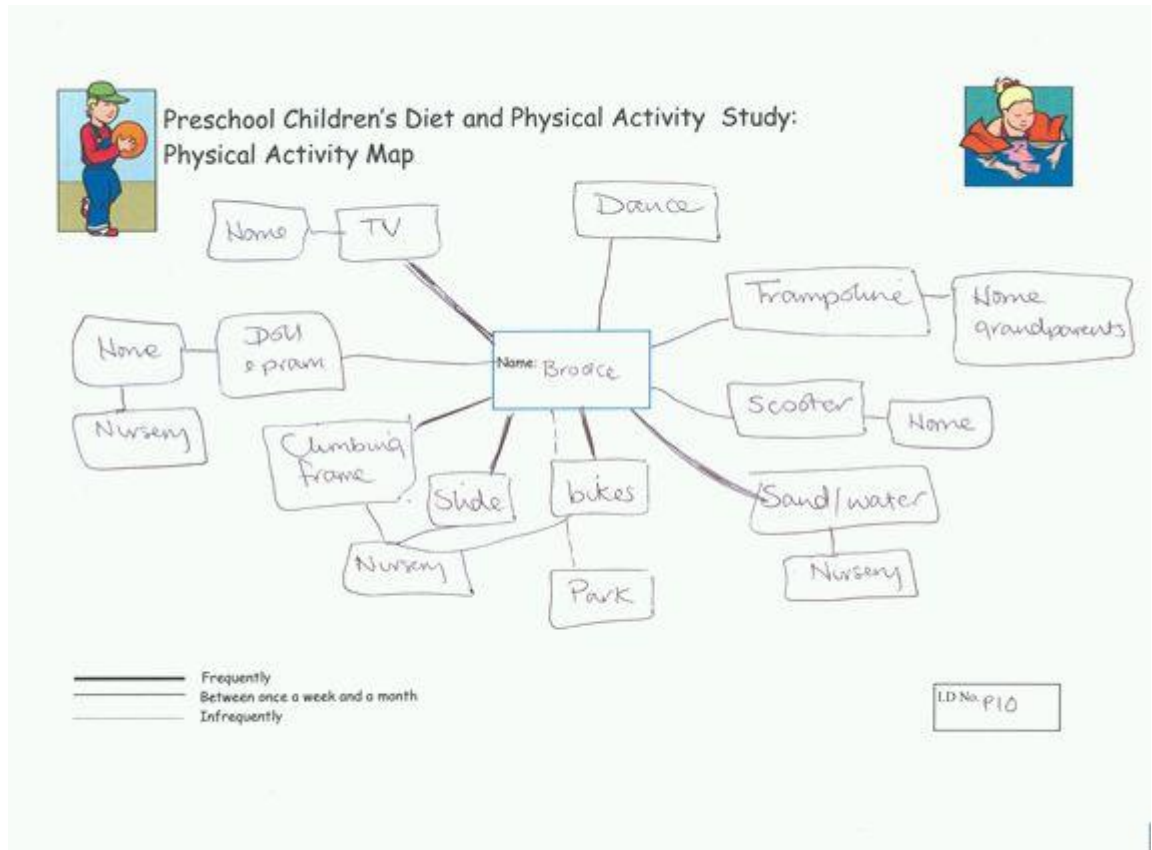 Preschool Children's Diet and Physical Activity Study:
Physical Activity Map
Dance
Home
TV
Trampoline
Home
grandparents
Home
Doll
& pram
Name:
Scooter
Home
Nursery
Climbing
frame
Slide
bikes
Sand/water
Nursery
Park
Nursery
Frequently
Between once a week and a month
Infrequently
I.D No. P10